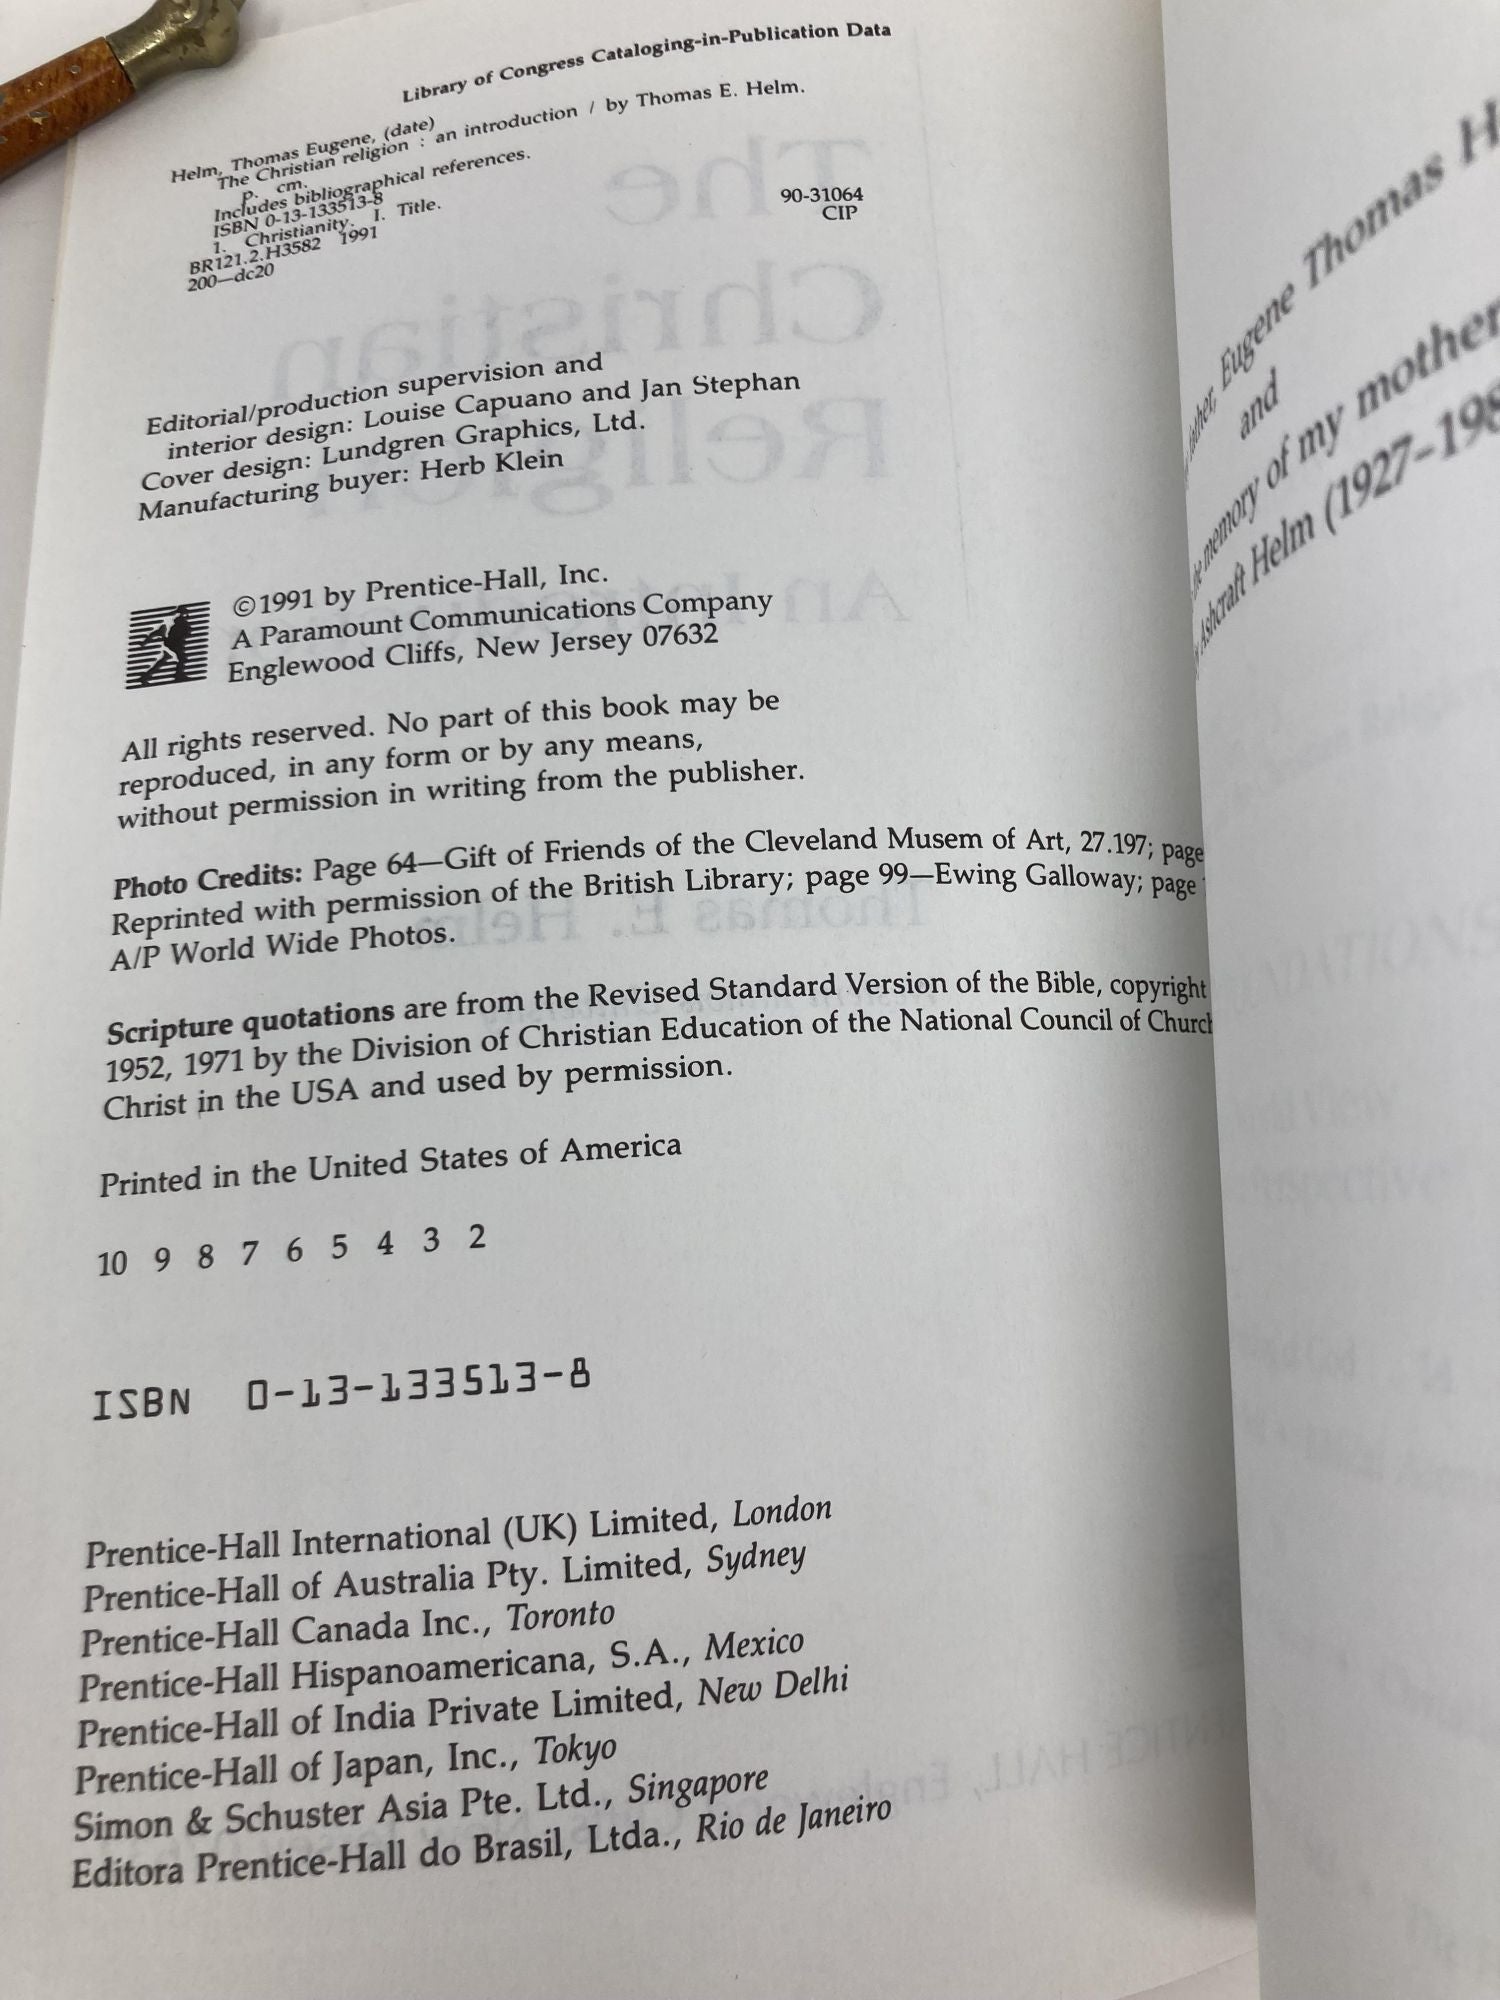 Library of Congress Cataloging-in-Publication Data
Helm, Thomas Eugene, (date)
The Christian religion : an introduction / by Thomas E. Helm.
p. cm.
Includes bibliographical references.
ISBN 0-13-133513-8
1. Christianity. I. Title.
BR121.2.H3582 1991
200—dc20
90-31064
CIP
Editorial/production supervision and
interior design: Louise Capuano and Jan Stephan
Cover design: Lundgren Graphics, Ltd.
Manufacturing buyer: Herb Klein
©1991 by Prentice-Hall, Inc.
A Paramount Communications Company
Englewood Cliffs, New Jersey 07632
All rights reserved. No part of this book may be
reproduced, in any form or by any means,
without permission in writing from the publisher.
Photo Credits: Page 64—Gift of Friends of the Cleveland Musem of Art, 27.197; page
Reprinted with permission of the British Library; page 99—Ewing Galloway; page
A/P World Wide Photos.
Scripture quotations are from the Revised Standard Version of the Bible, copyright
1952, 1971 by the Division of Christian Education of the National Council of Church
Christ in the USA and used by permission.
Printed in the United States of America
10 9 8 7 6 5 4 3 2
ISBN 0-13-133513-8
Prentice-Hall International (UK) Limited, London
Prentice-Hall of Australia Pty. Limited, Sydney
Prentice-Hall Canada Inc., Toronto
Prentice-Hall Hispanoamericana, S.A., Mexico
Prentice-Hall of India Private Limited, New Delhi
Prentice-Hall of Japan, Inc., Tokyo
Simon & Schuster Asia Pte. Ltd., Singapore
Editora Prentice-Hall do Brasil, Ltda., Rio de Janeiro
father, Eugene Thomas H
and
memory of my mother
Ashcraft Helm (1927–198